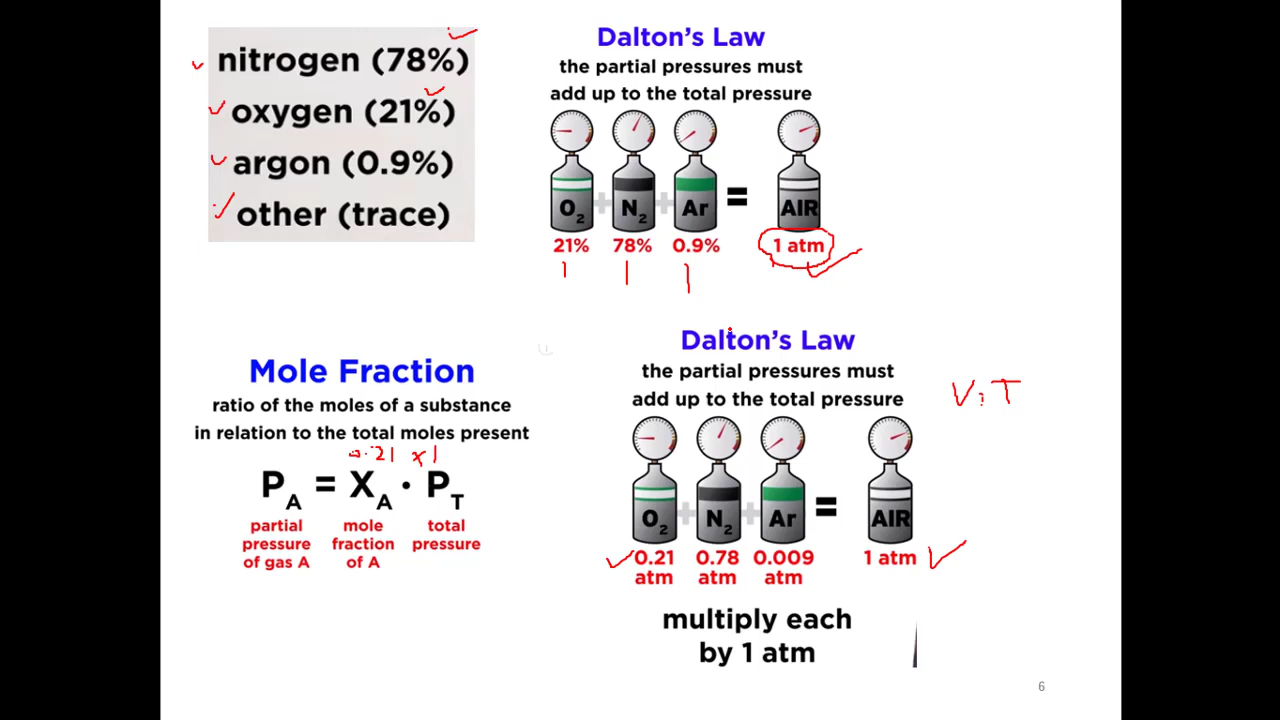 nitrogen (78%)
oxygen (21%)
argon (0.9%)
other (trace)
Dalton's Law
the partial pressures must
add up to the total pressure
O₂ + N₂ + Ar = AIR
21% 78% 0.9% 1 atm
Mole Fraction
ratio of the moles of a substance
in relation to the total moles present
0.21 x 1
P_A = X_A · P_T
partial pressure of gas A
mole fraction of A
total pressure
Dalton's Law
the partial pressures must
add up to the total pressure
V, T
O₂ + N₂ + Ar = AIR
0.21 atm 0.78 atm 0.009 atm 1 atm
multiply each
by 1 atm
6